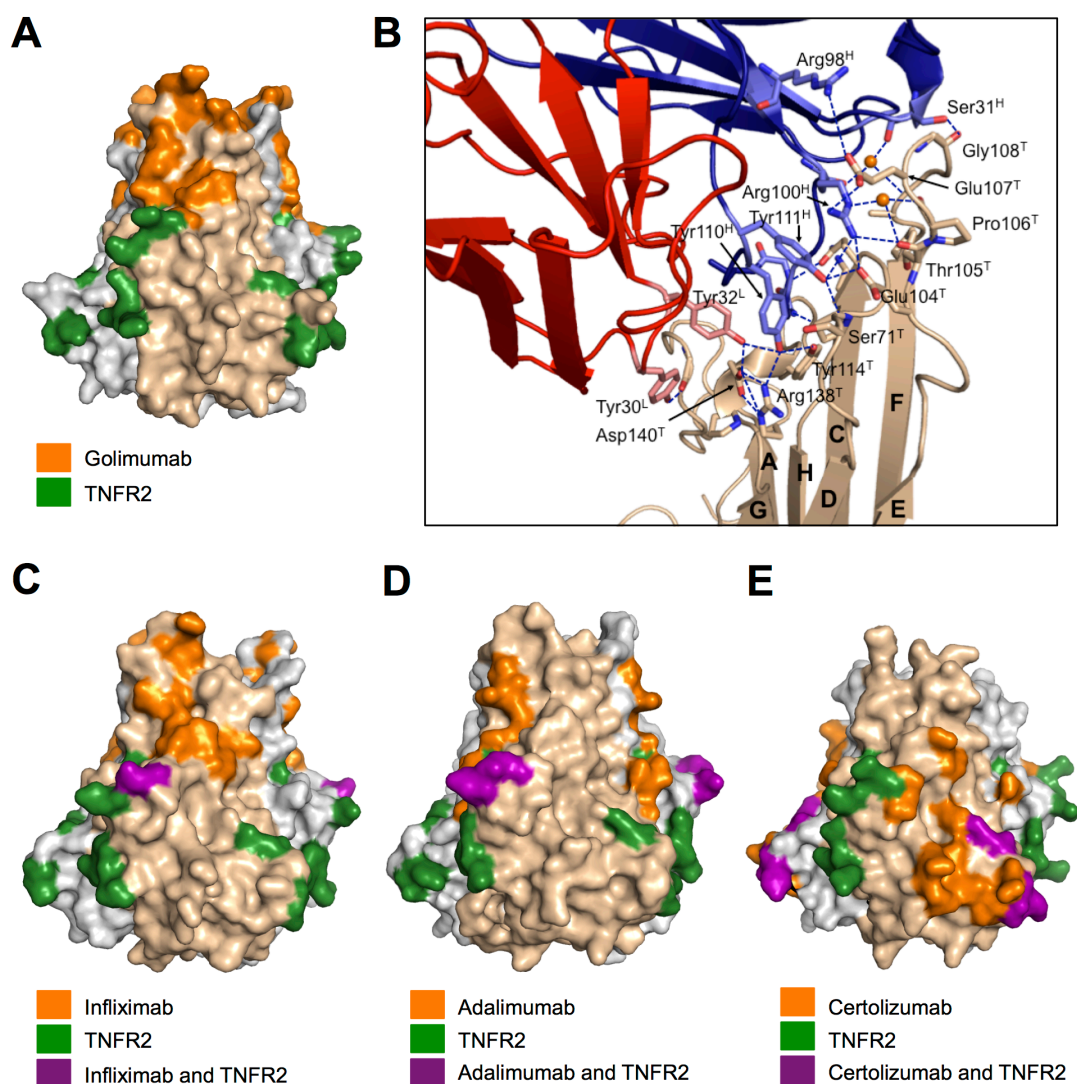 A
Golimumab
TNFR2
B
Arg98H
Ser31H
Gly108T
Glu107T
Arg100H
Tyr111H
Pro106T
Tyr110H
Thr105T
Tyr32L
Glu104T
Ser71T
Tyr114T
Tyr30L
Arg138T
Asp140T
F
C
A
H
D
G
E
C
Infliximab
TNFR2
Infliximab and TNFR2
D
Adalimumab
TNFR2
Adalimumab and TNFR2
E
Certolizumab
TNFR2
Certolizumab and TNFR2